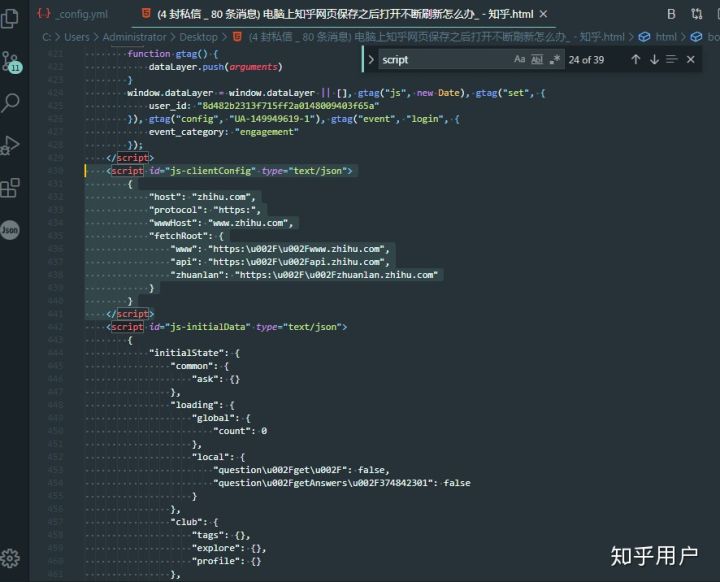 _config.yml
(4 封私信 _ 80 条消息) 电脑上知乎网页保存之后打开不断刷新怎么办_ - 知乎.html
B
C: > Users > Administrator > Desktop > (4 封私信 _ 80 条消息) 电脑上知乎网页保存之后打开不断刷新怎么办_ - 知乎.html > html > bo
script
Aa Abl .* 24 of 39
11
Json
421 function gtag() {
422 dataLayer.push(arguments)
423 }
424 window.dataLayer = window.dataLayer || [], gtag("js", new Date), gtag("set", {
425 user_id: "8d482b2313f715ff2a0148009403f65a"
426 }), gtag("config", "UA-149949619-1"), gtag("event", "login", {
427 event_category: "engagement"
428 });
429 </script>
430 <script id="js-clientConfig" type="text/json">
431 {
432 "host": "zhihu.com",
433 "protocol": "https:",
434 "wwwHost": "www.zhihu.com",
435 "fetchRoot": {
436 "www": "https:\u002F\u002Fwww.zhihu.com",
437 "api": "https:\u002F\u002Fapi.zhihu.com",
438 "zhuanlan": "https:\u002F\u002Fzhuanlan.zhihu.com"
439 }
440 }
441 </script>
442 <script id="js-initialData" type="text/json">
443 {
444 "initialState": {
445 "common": {
446 "ask": {}
447 },
448 "loading": {
449 "global": {
450 "count": 0
451 },
452 "local": {
453 "question\u002Fget\u002F": false,
454 "question\u002FgetAnswers\u002F374842301": false
455 }
456 },
457 "club": {
458 "tags": {},
459 "explore": {},
460 "profile": {}
461 },
知乎用户